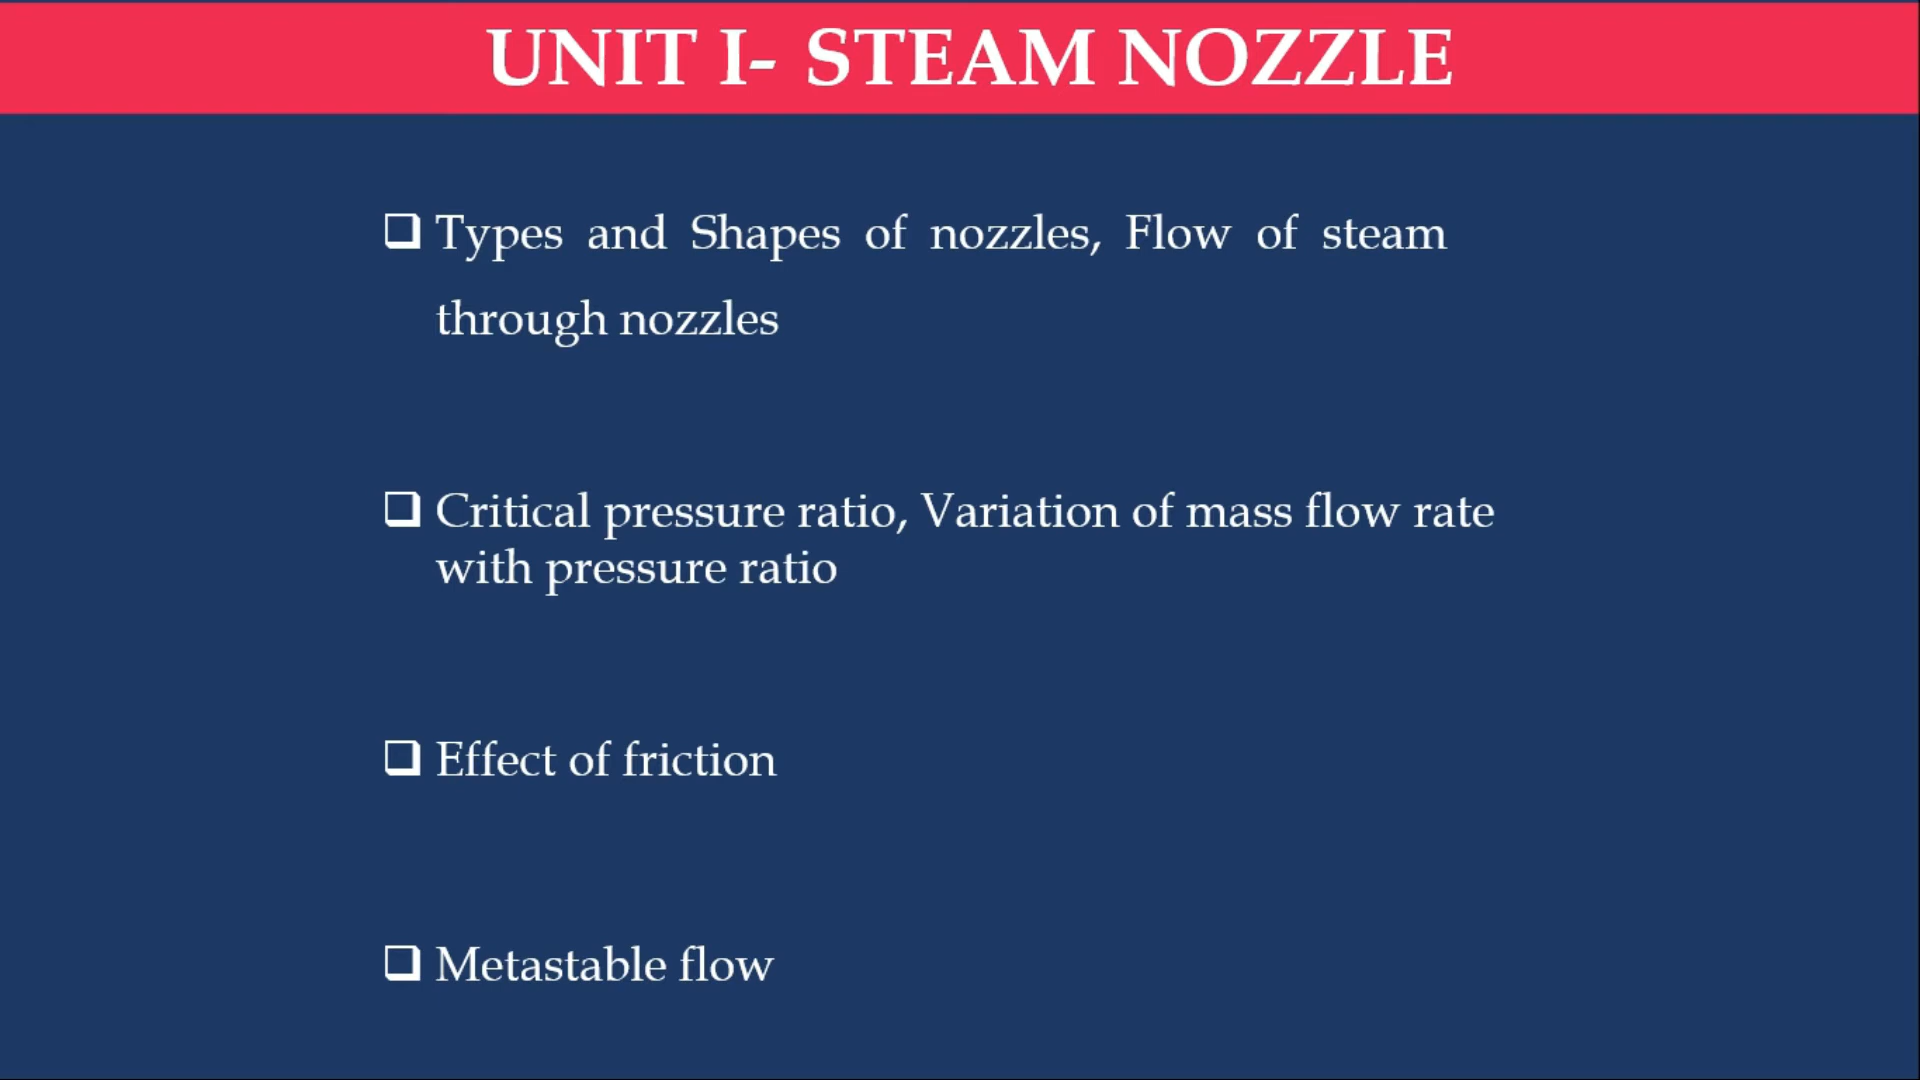 UNIT I- STEAM NOZZLE
Types and Shapes of nozzles, Flow of steam
through nozzles
Critical pressure ratio, Variation of mass flow rate
with pressure ratio
Effect of friction
Metastable flow